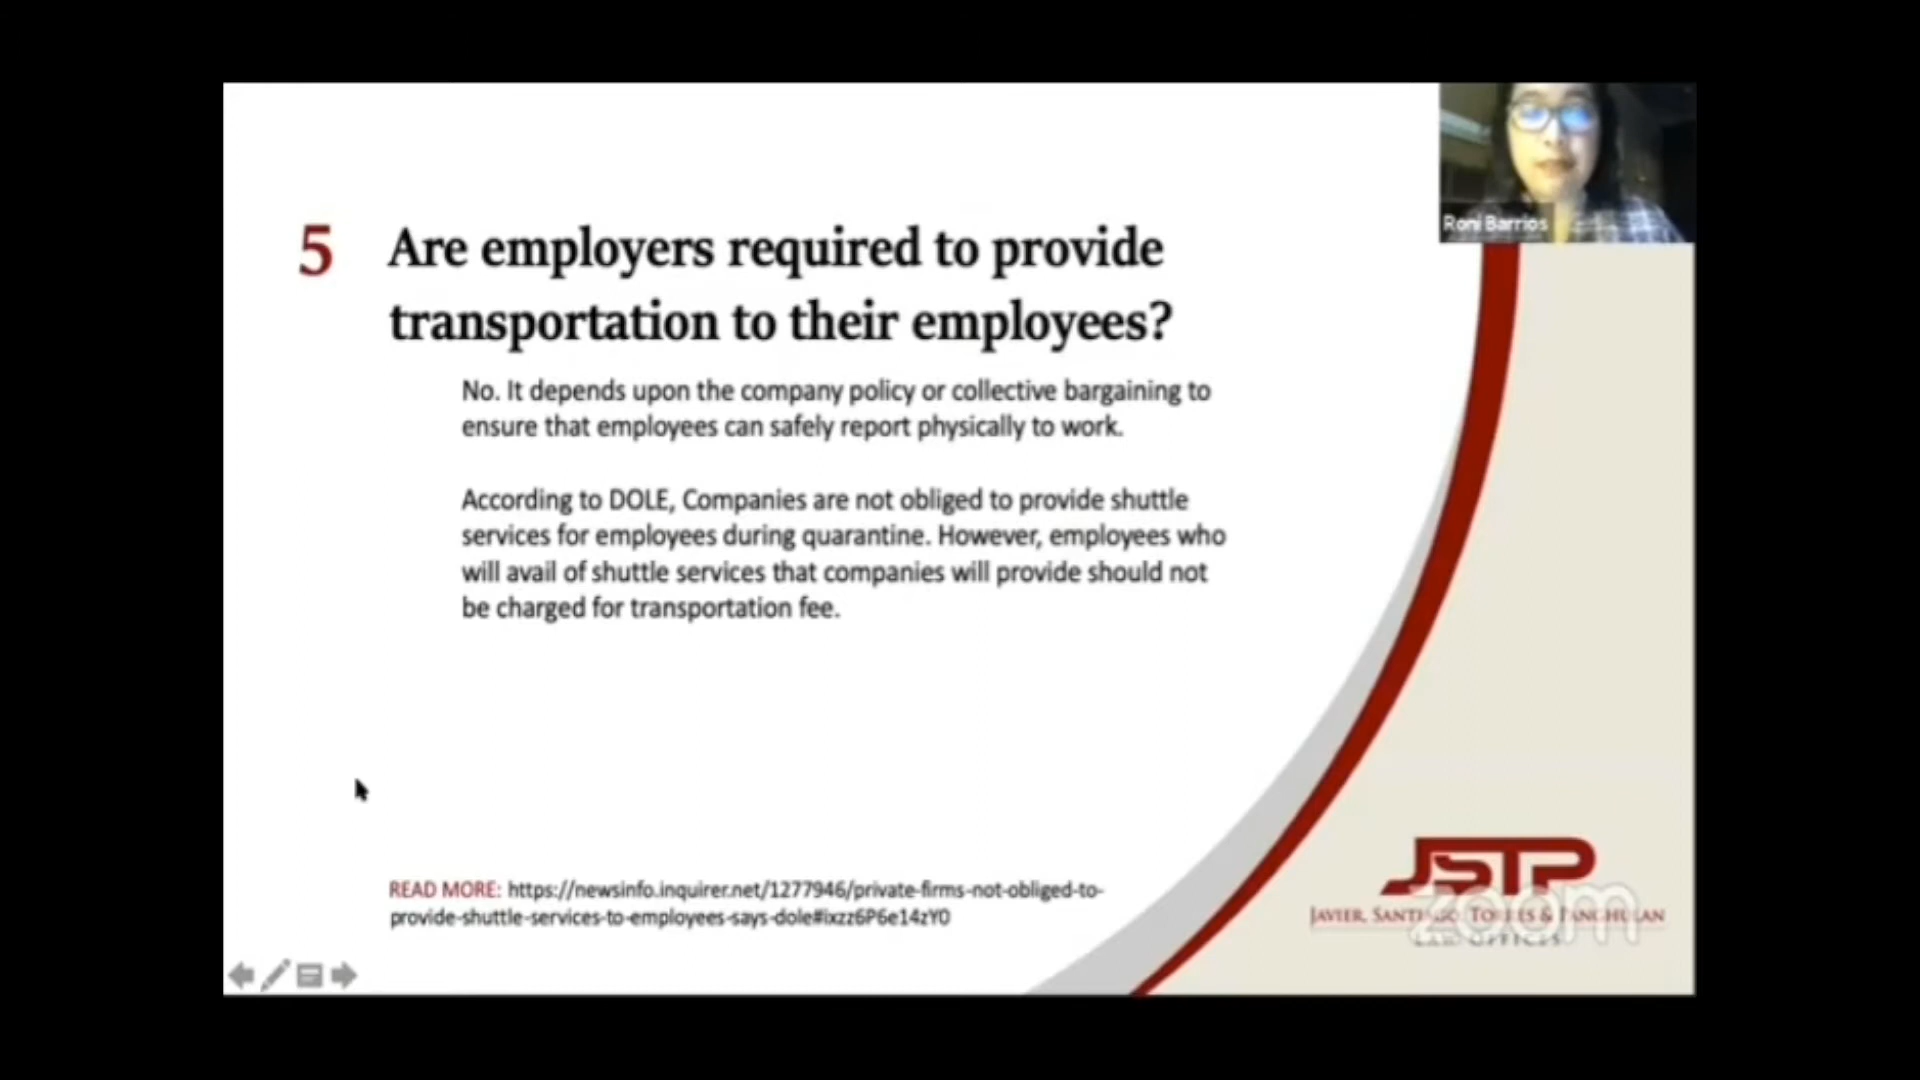 Roni Barrios
5 Are employers required to provide
transportation to their employees?
No. It depends upon the company policy or collective bargaining to
ensure that employees can safely report physically to work.
According to DOLE, Companies are not obliged to provide shuttle
services for employees during quarantine. However, employees who
will avail of shuttle services that companies will provide should not
be charged for transportation fee.
READ MORE: https://newsinfo.inquirer.net/1277946/private-firms-not-obliged-to-
provide-shuttle-services-to-employees-says-dole#ixzz6P6e14zY0
JSTP
JAVIER, SANTIAGO, TORRES & PANGHULAN
LAW OFFICES
zoom